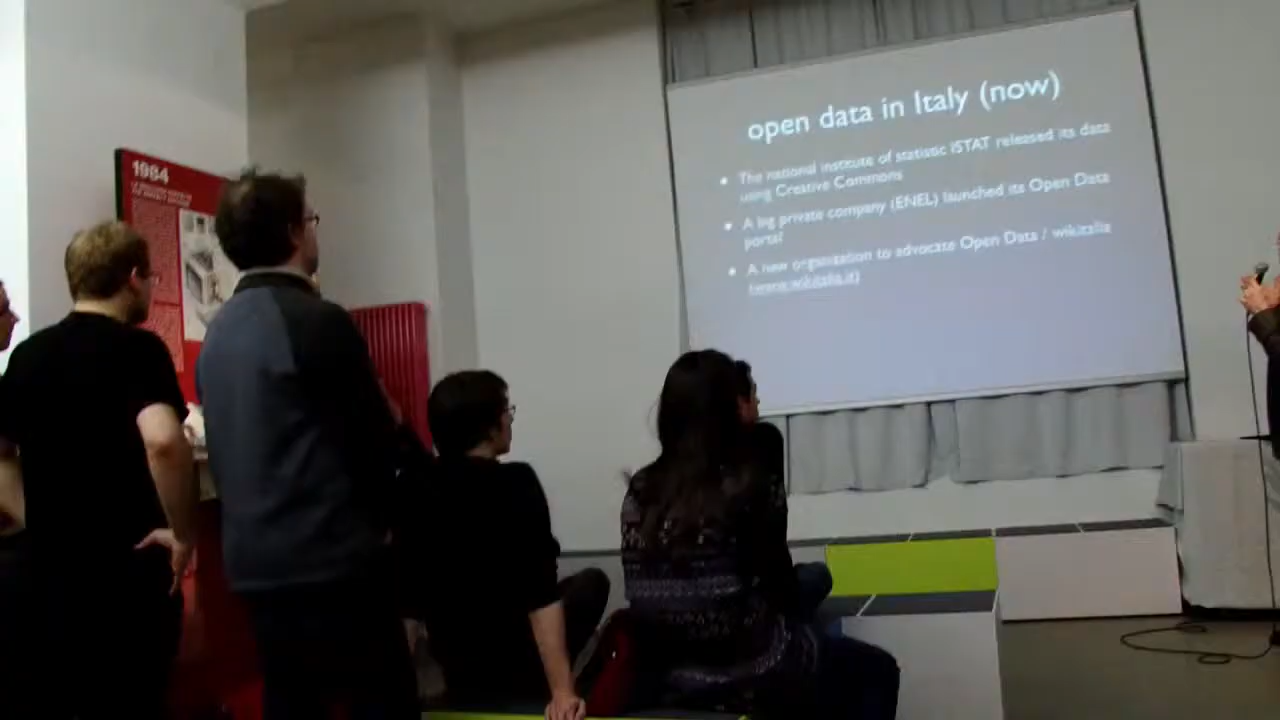 1984
open data in Italy (now)
The national institute of statistic ISTAT released its data
using Creative Commons
A big private company (ENEL) launched its Open Data
portal
A new organisation to advocate Open Data / wikitalia
(www.wikitalia.it)